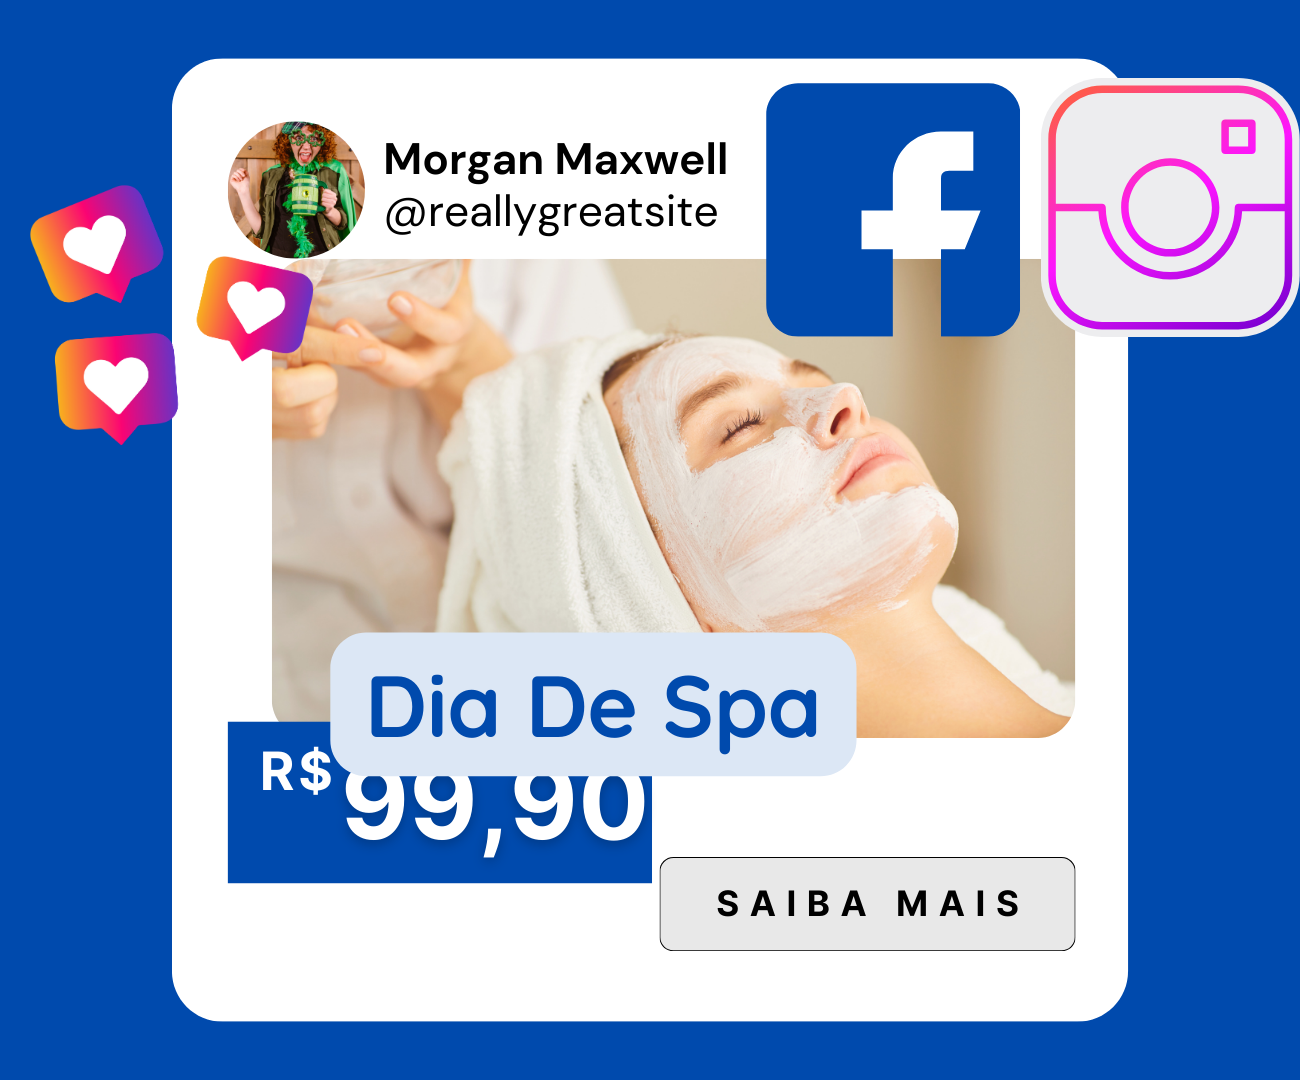 Morgan Maxwell
@reallygreatsite
Dia De Spa
R$ 99,90
SAIBA MAIS